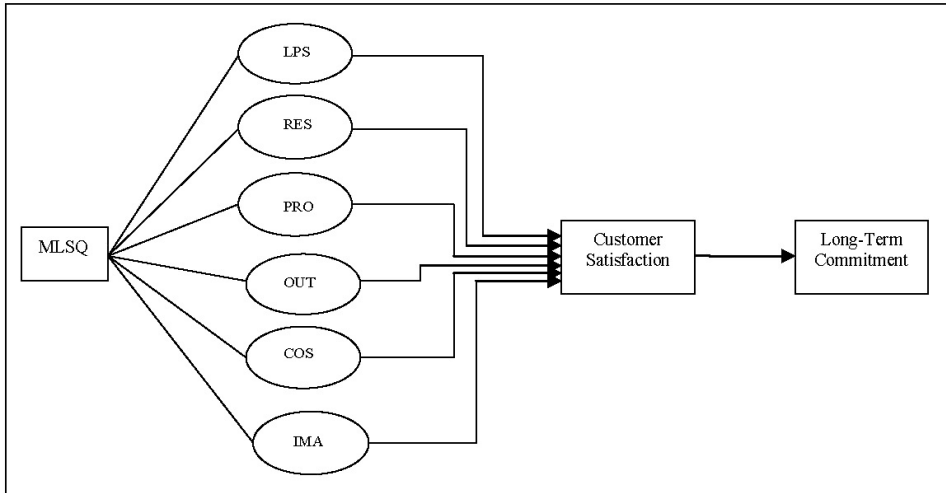 LPS
RES
PRO
MLSQ
OUT
COS
IMA
Customer
Satisfaction
Long-Term
Commitment